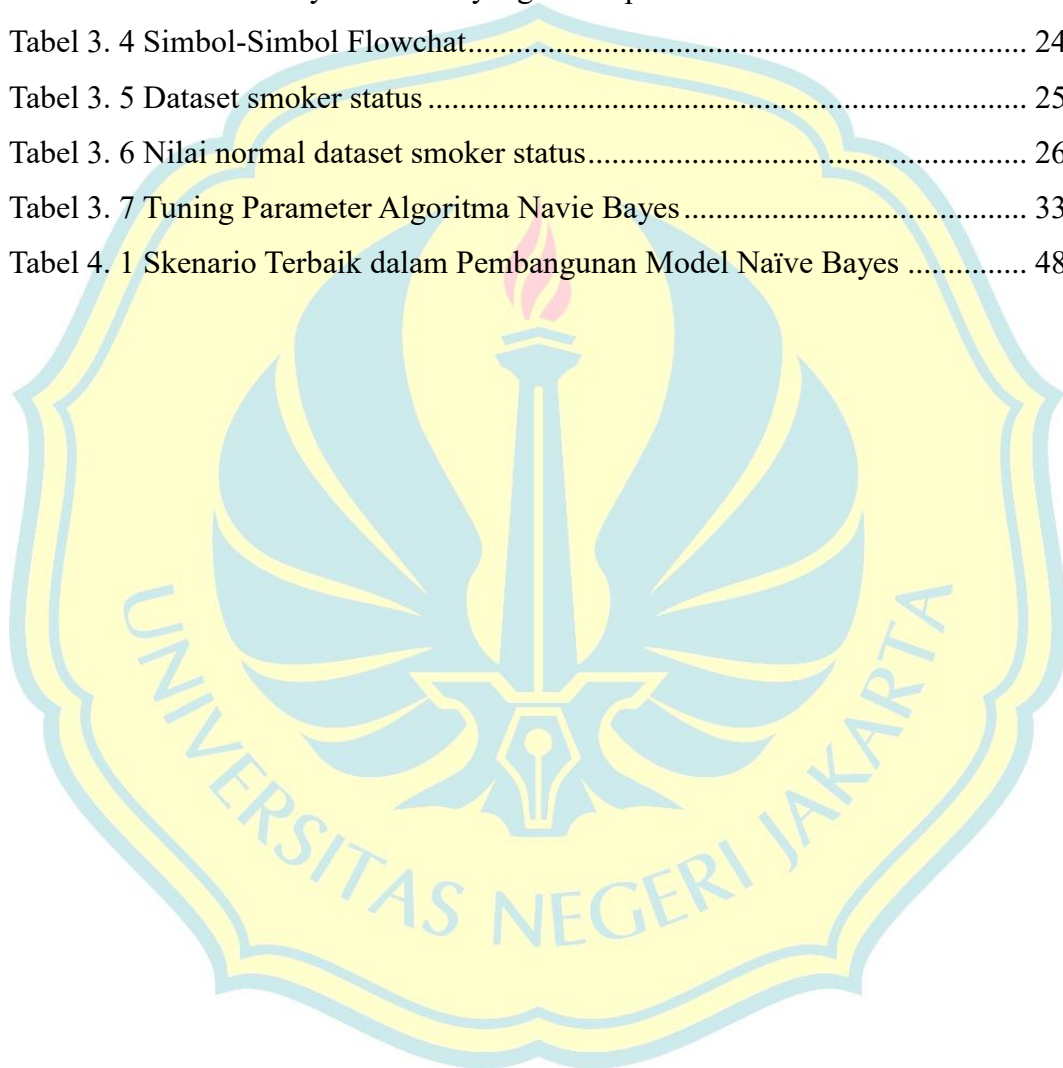 Tabel 3. 4 Simbol-Simbol Flowchat........................................................................ 24
Tabel 3. 5 Dataset smoker status ............................................................................. 25
Tabel 3. 6 Nilai normal dataset smoker status......................................................... 26
Tabel 3. 7 Tuning Parameter Algoritma Navie Bayes............................................. 33
Tabel 4. 1 Skenario Terbaik dalam Pembangunan Model Naïve Bayes ............... 48
UNIVERSITAS NEGERI JAKARTA